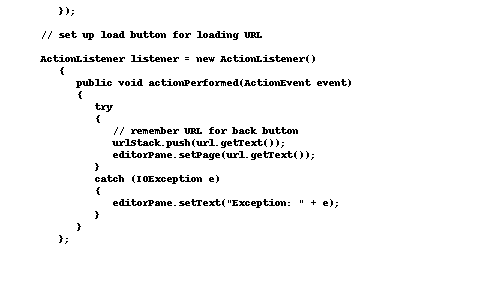 });
// set up load button for loading URL
ActionListener listener = new ActionListener()
{
public void actionPerformed(ActionEvent event)
{
try
{
// remember URL for back button
urlStack.push(url.getText());
editorPane.setPage(url.getText());
}
catch (IOException e)
{
editorPane.setText("Exception: " + e);
}
}
};